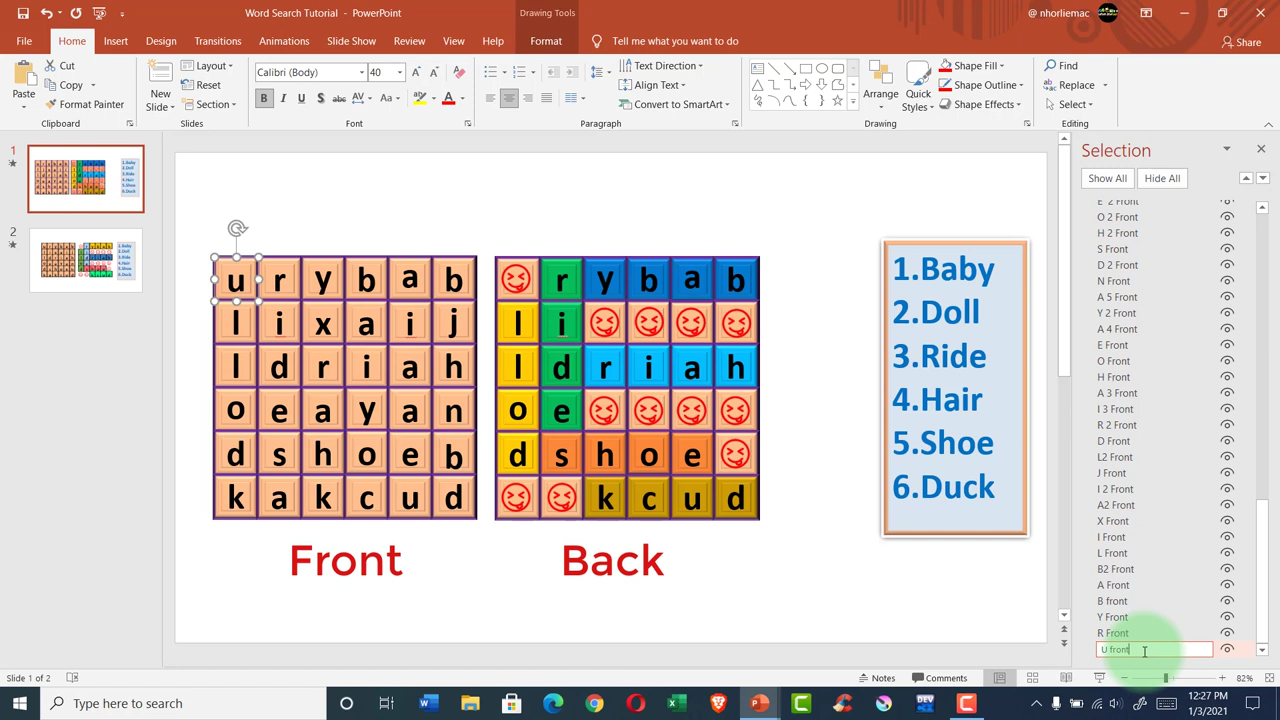 Word Search Tutorial - PowerPoint
Drawing Tools
@ nhorliemac
File Home Insert Design Transitions Animations Slide Show Review View Help Format Tell me what you want to do Share
Paste
Cut
Copy
Format Painter
Clipboard
New Slide
Layout
Reset
Section
Slides
Calibri (Body) 40
B I U S abc AV Aa A
Font
Text Direction
Align Text
Convert to SmartArt
Paragraph
Arrange
Quick Styles
Shape Fill
Shape Outline
Shape Effects
Drawing
Find
Replace
Select
Editing
1
2
u r y b a b
l i x a i j
l d r i a h
o e a y a n
d s h o e b
k a k c u d
Front
r y b a b
l i
l d r i a h
o e
d s h o e
k c u d
Back
1.Baby
2.Doll
3.Ride
4.Hair
5.Shoe
6.Duck
Selection
Show All Hide All
E 2 Front
O 2 Front
H 2 Front
S Front
D 2 Front
N Front
A 5 Front
Y 2 Front
A 4 Front
E Front
O Front
H Front
A 3 Front
I 3 Front
R 2 Front
D Front
L2 Front
J Front
I 2 Front
A2 Front
X Front
I Front
L Front
B2 Front
A Front
B front
Y Front
R Front
U front
Slide 1 of 2
Notes
Comments
82%
Type here to search
12:27 PM
1/3/2021